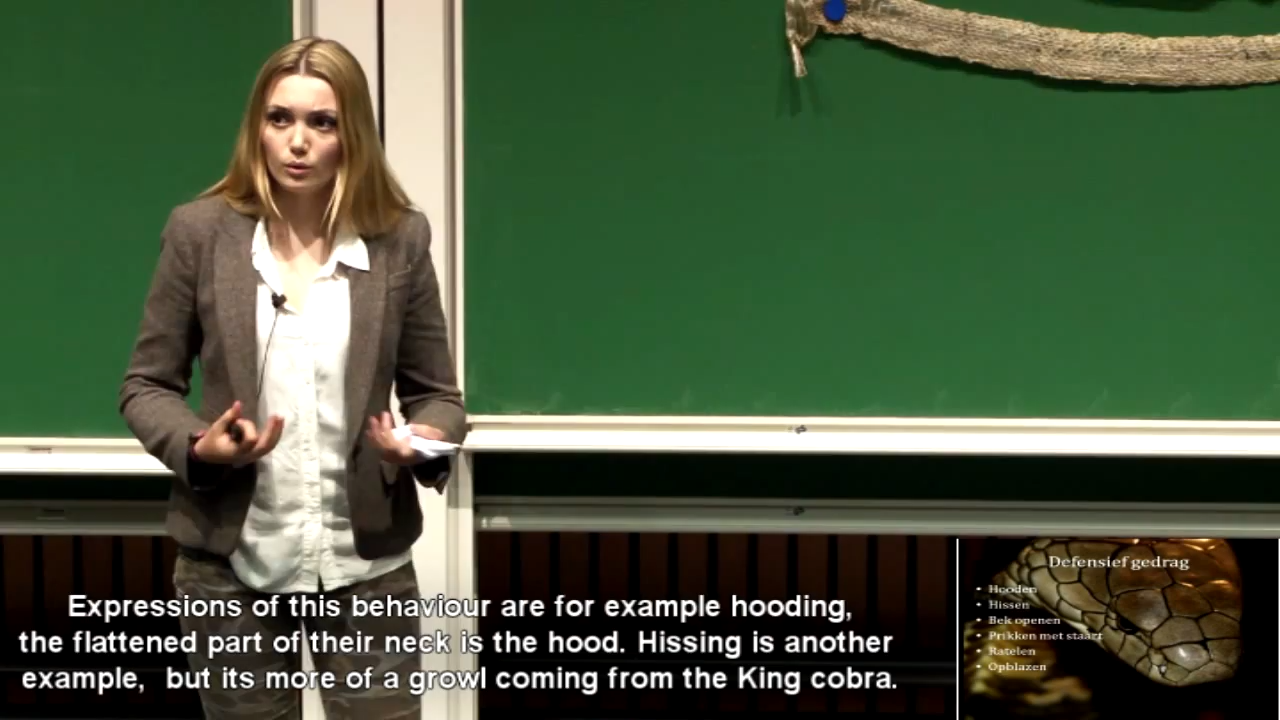 Defensief gedrag
• Hooden
• Hissen
• Bek openen
• Prikken met staart
• Ratelen
• Opblazen
Expressions of this behaviour are for example hooding,
the flattened part of their neck is the hood. Hissing is another
example, but its more of a growl coming from the King cobra.